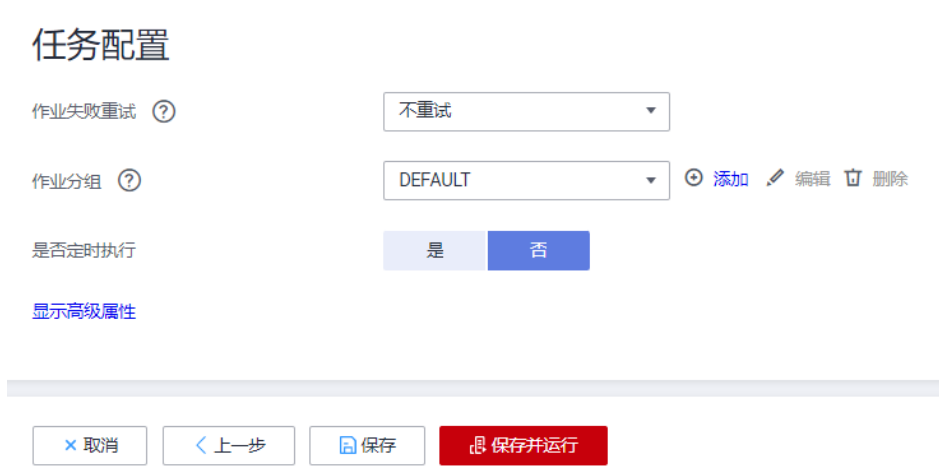 任务配置
作业失败重试 ? 不重试
作业分组 ? DEFAULT 添加 编辑 删除
是否定时执行 是 否
显示高级属性
取消 上一步 保存 保存并运行